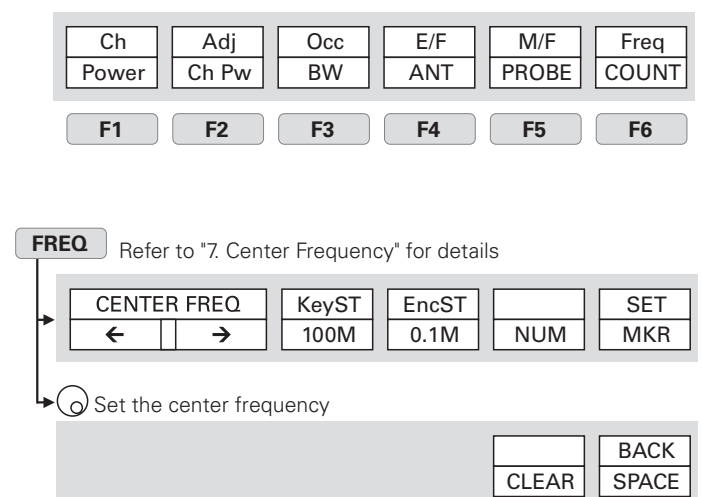 Ch Adj Occ E/F M/F Freq
Power Ch Pw BW ANT PROBE COUNT
F1 F2 F3 F4 F5 F6
FREQ Refer to "7. Center Frequency" for details
CENTER FREQ KeyST EncST SET
← → 100M 0.1M NUM MKR
Set the center frequency
BACK
CLEAR SPACE